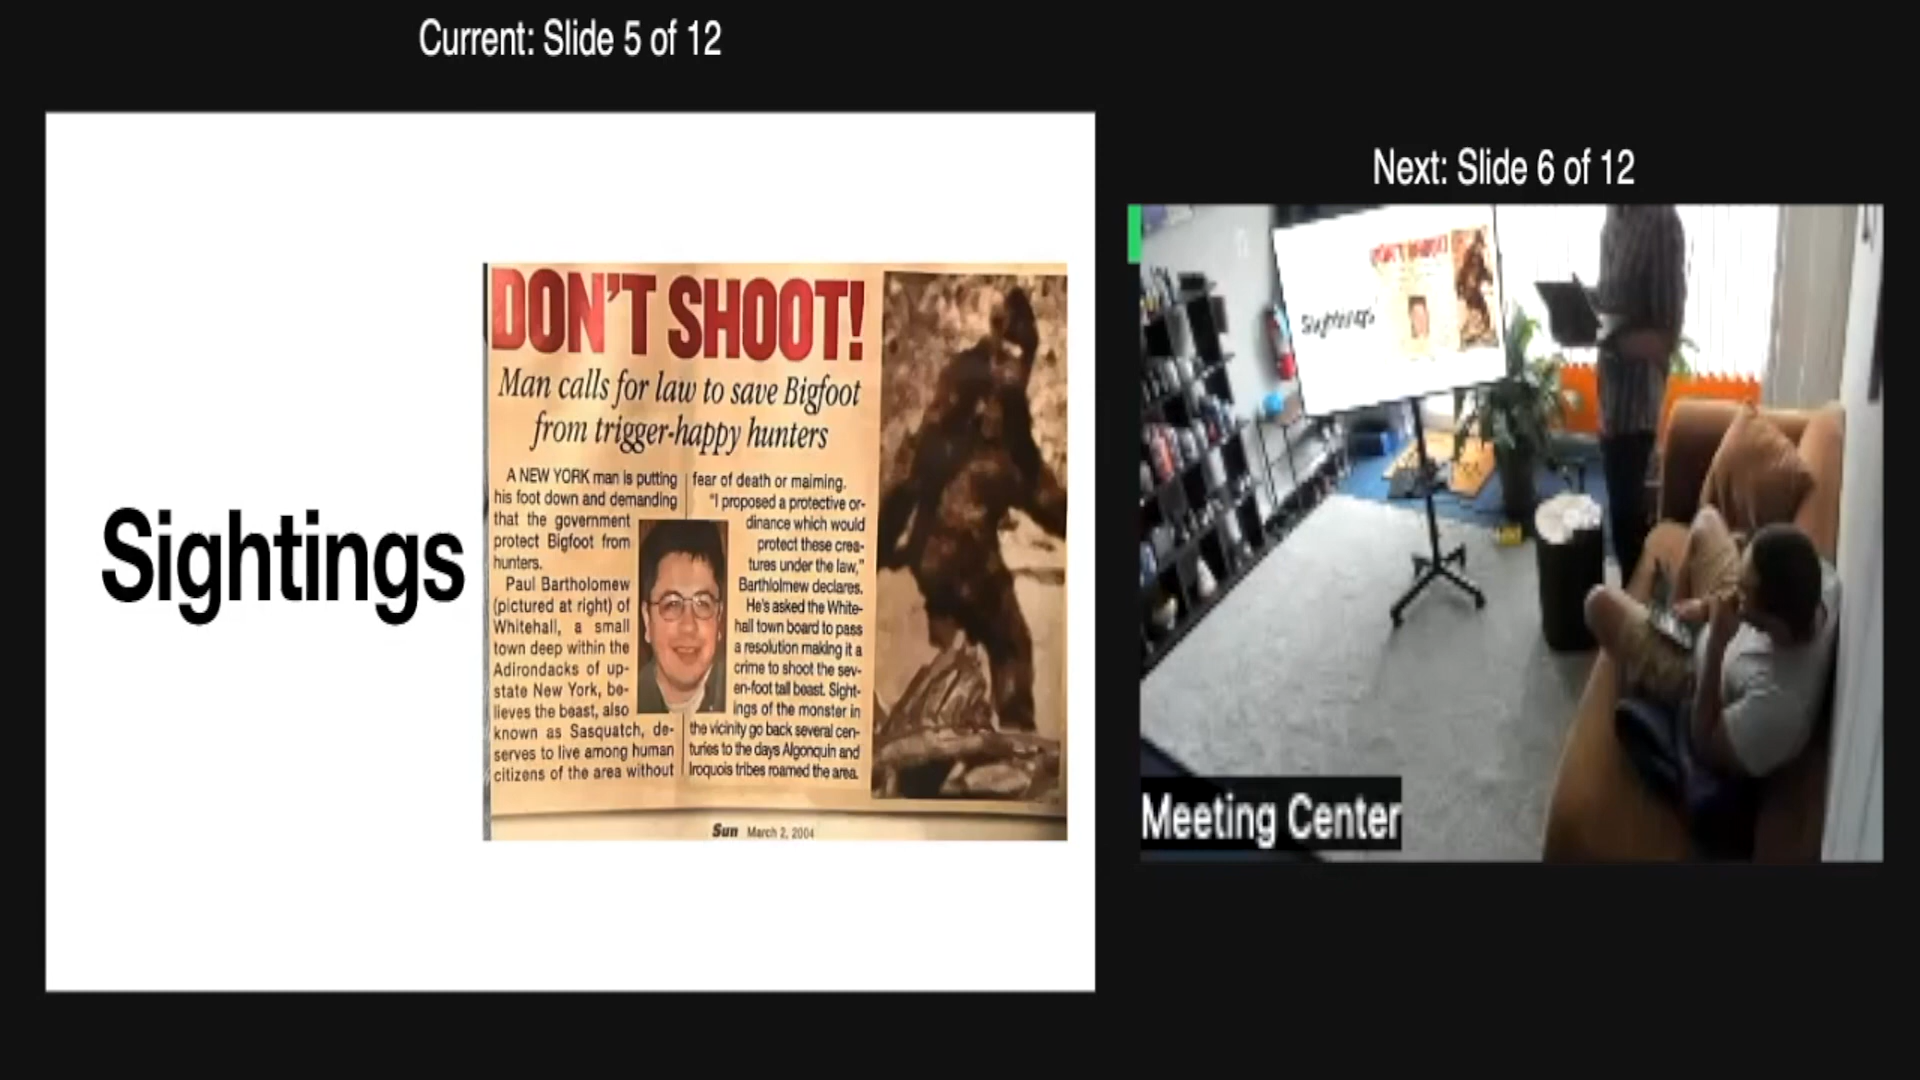 Current: Slide 5 of 12
Next: Slide 6 of 12
Sightings
DON'T SHOOT!
Man calls for law to save Bigfoot
from trigger-happy hunters
A NEW YORK man is putting
his foot down and demanding
that the government
protect Bigfoot from
hunters.
Paul Bartholomew
(pictured at right) of
Whitehall, a small
town deep within the
Adirondacks of up-
state New York, be-
lieves the beast, also
known as Sasquatch, de-
serves to live among human
citizens of the area without
fear of death or maiming.
"I proposed a protective or-
dinance which would
protect these crea-
tures under the law,"
Barthlolmew declares.
He's asked the White-
hall town board to pass
a resolution making it a
crime to shoot the sev-
en-foot tall beast. Sight-
ings of the monster in
the vicinity go back several cen-
turies to the days Algonquin and
Iroquois tribes roamed the area.
Sun March 2, 2004
DON'T SHOOT!
Sightings
Meeting Center